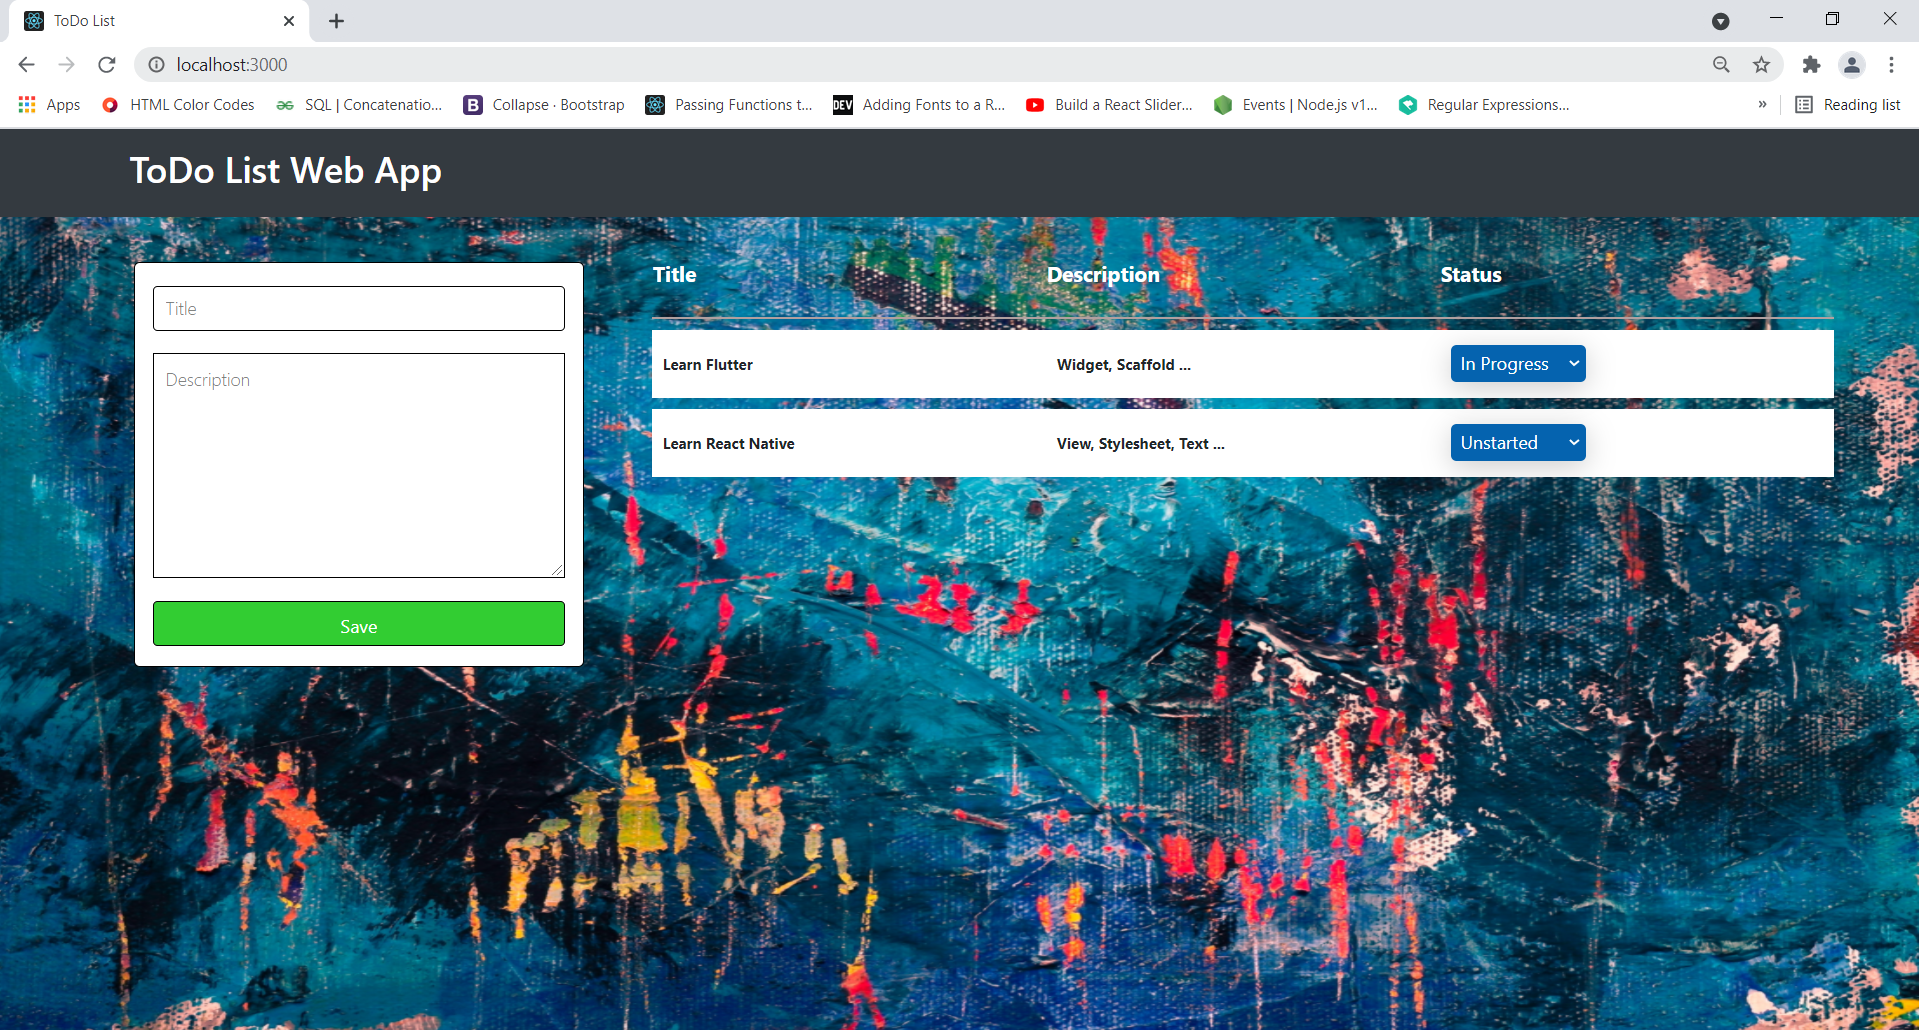 ToDo List
localhost:3000
Apps
HTML Color Codes
SQL | Concatenatio...
B
Collapse · Bootstrap
Passing Functions t...
DEV
Adding Fonts to a R...
Build a React Slider...
Events | Node.js v1...
Regular Expressions...
»
Reading list
ToDo List Web App
Title
Description
Save
Title Description Status
Learn Flutter Widget, Scaffold ... In Progress
Learn React Native View, Stylesheet, Text ... Unstarted